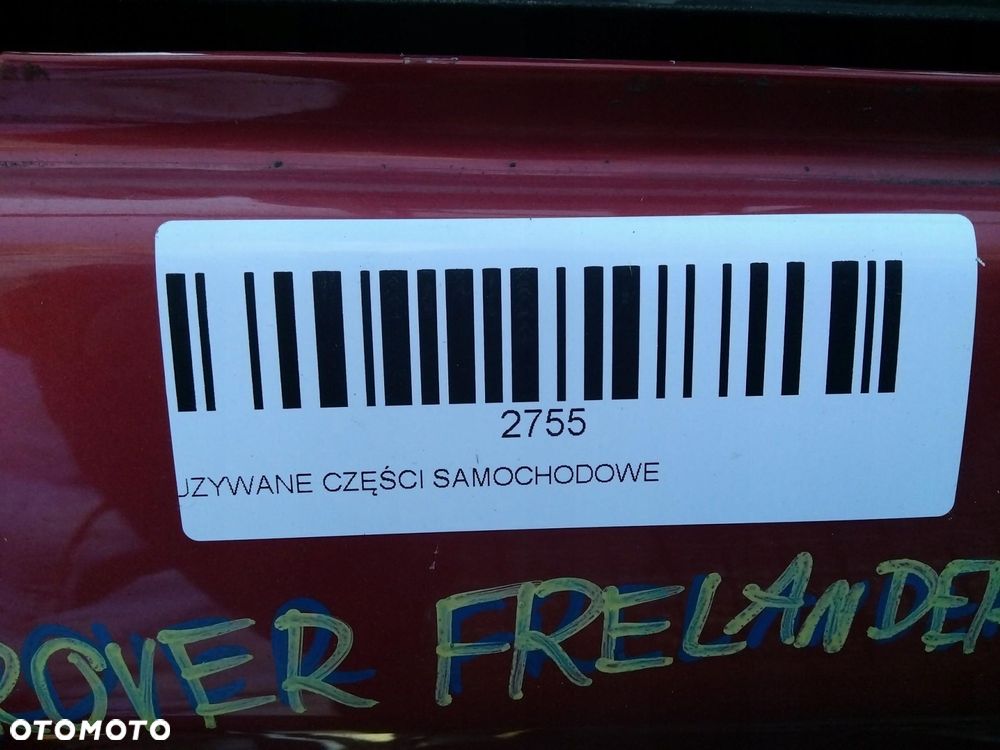 2755
UZYWANE CZĘŚCI SAMOCHODOWE
ROVER FRELANDER
OTOMOTO